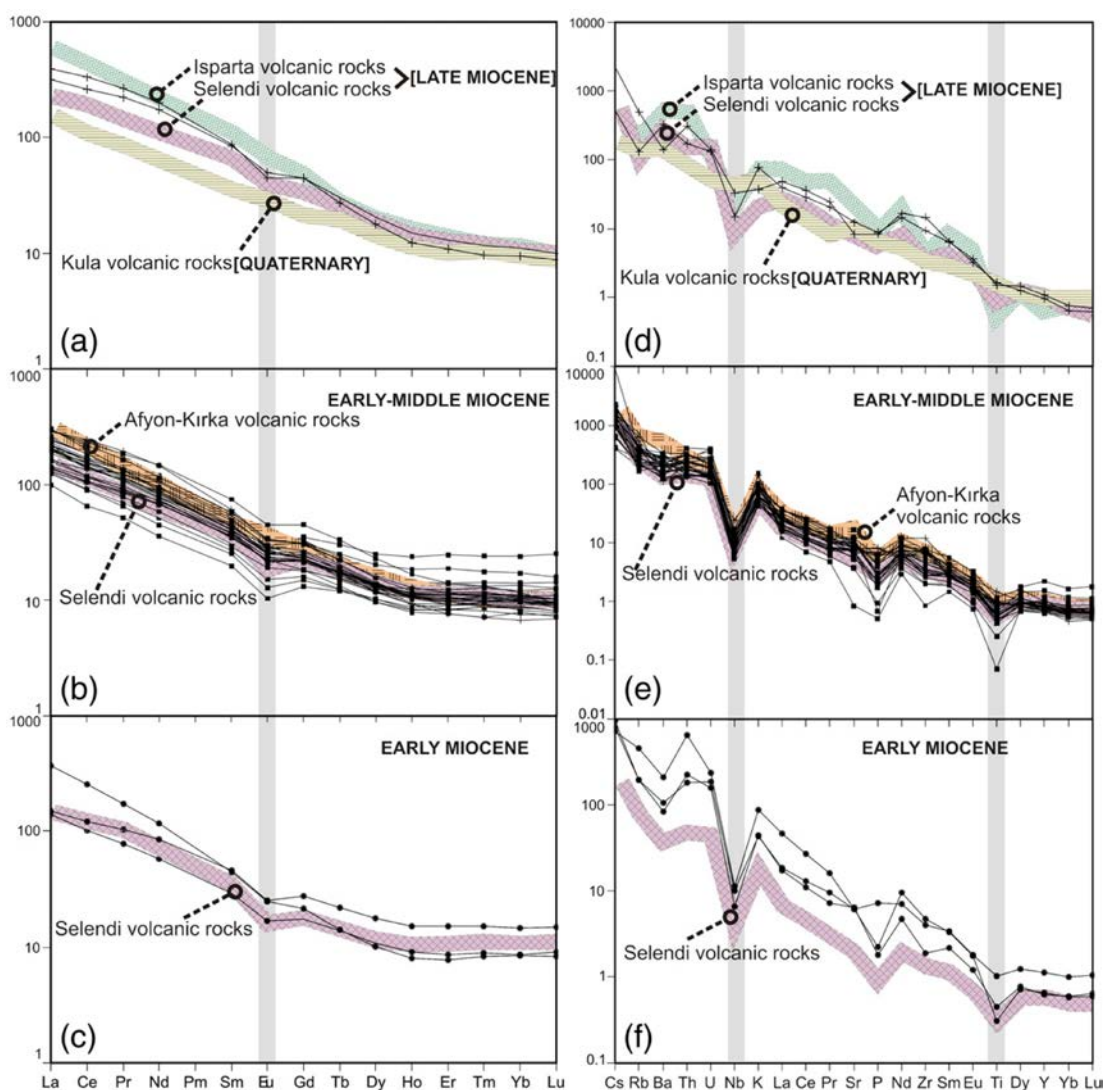 1000
100
10
1
Isparta volcanic rocks
Selendi volcanic rocks
[LATE MIOCENE]
Kula volcanic rocks[QUATERNARY]
(a)
10000
1000
100
10
1
0.1
Isparta volcanic rocks
Selendi volcanic rocks
[LATE MIOCENE]
Kula volcanic rocks[QUATERNARY]
(d)
1000
100
10
1
EARLY-MIDDLE MIOCENE
Afyon-Kırka volcanic rocks
Selendi volcanic rocks
(b)
10000
1000
100
10
1
0.1
0.01
EARLY-MIDDLE MIOCENE
Afyon-Kırka
volcanic rocks
Selendi volcanic rocks
(e)
1000
100
10
1
EARLY MIOCENE
Selendi volcanic rocks
(c)
La Ce Pr Nd Pm Sm Eu Gd Tb Dy Ho Er Tm Yb Lu
1000
100
10
1
0.1
EARLY MIOCENE
Selendi volcanic rocks
(f)
Cs Rb Ba Th U Nb K La Ce Pr Sr P Nd Zr Sm Eu Ti Dy Y Yb Lu